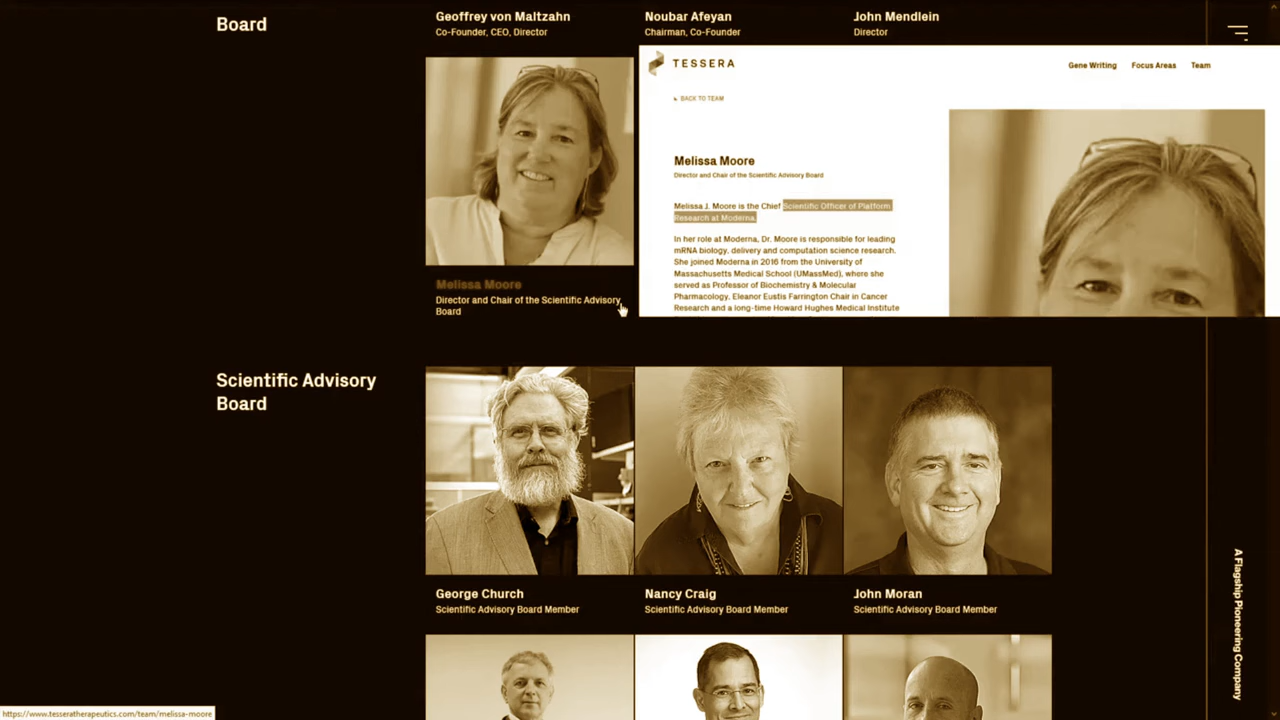 Board
Geoffrey von Maltzahn
Co-Founder, CEO, Director
Noubar Afeyan
Chairman, Co-Founder
John Mendlein
Director
TESSERA
Gene Writing
Focus Areas
Team
BACK TO TEAM
Melissa Moore
Director and Chair of the Scientific Advisory Board
Melissa J. Moore is the Chief Scientific Officer of Platform
Research at Moderna.
In her role at Moderna, Dr. Moore is responsible for leading
mRNA biology, delivery and computation science research.
She joined Moderna in 2016 from the University of
Massachusetts Medical School (UMassMed), where she
served as Professor of Biochemistry & Molecular
Pharmacology, Eleanor Eustis Farrington Chair in Cancer
Research and a long-time Howard Hughes Medical Institute
Melissa Moore
Director and Chair of the Scientific Advisory
Board
Scientific Advisory
Board
George Church
Scientific Advisory Board Member
Nancy Craig
Scientific Advisory Board Member
John Moran
Scientific Advisory Board Member
A Flagship Pioneering Company
https://www.tesseratherapeutics.com/team/melissa-moore